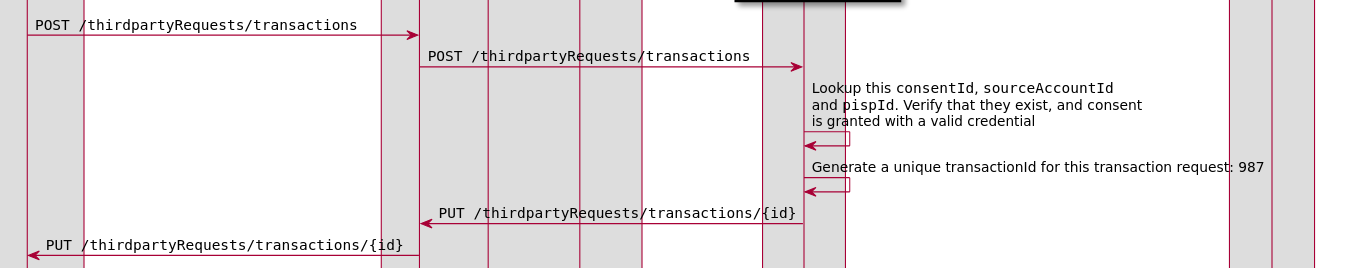 POST /thirdpartyRequests/transactions
POST /thirdpartyRequests/transactions
Lookup this consentId, sourceAccountId
and pispId. Verify that they exist, and consent
is granted with a valid credential
Generate a unique transactionId for this transaction request: 987
PUT /thirdpartyRequests/transactions/{id}
PUT /thirdpartyRequests/transactions/{id}